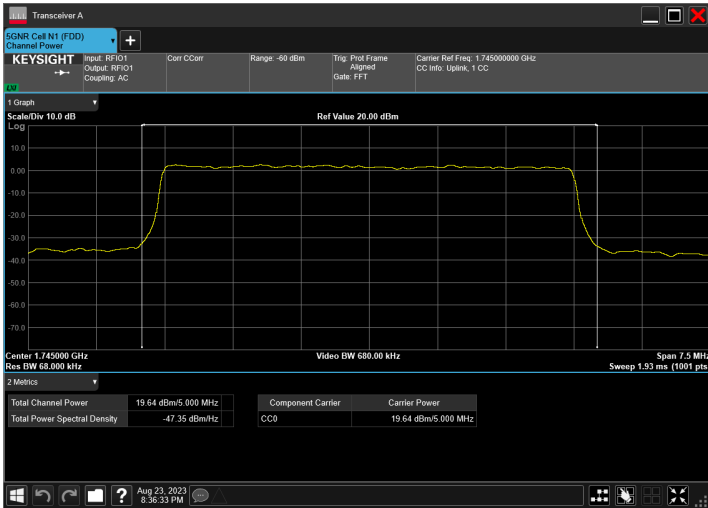 Transceiver A
5GNR Cell N1 (FDD)
Channel Power
KEYSIGHT
Input: RFIO1
Output: RFIO1
Coupling: AC
Corr CCorr
Range: -60 dBm
Trig: Prot Frame
Aligned
Gate: FFT
Carrier Ref Freq: 1.745000000 GHz
CC Info: Uplink, 1 CC
LXI
1 Graph
Scale/Div 10.0 dB
Ref Value 20.00 dBm
Log
10.0
0.00
-10.0
-20.0
-30.0
-40.0
-50.0
-60.0
-70.0
Center 1.745000 GHz
Video BW 680.00 kHz
Span 7.5 MHz
Res BW 68.000 kHz
Sweep 1.93 ms (1001 pts
2 Metrics
Total Channel Power 19.64 dBm/5.000 MHz
Total Power Spectral Density -47.35 dBm/Hz
Component Carrier Carrier Power
CC0 19.64 dBm/5.000 MHz
Aug 23, 2023
8:36:33 PM